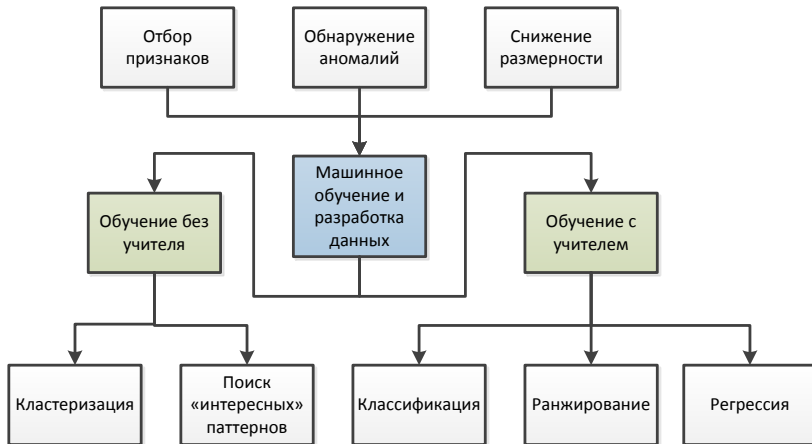 Отбор
признаков
Обнаружение
аномалий
Снижение
размерности
Машинное
обучение и
разработка
данных
Обучение без
учителя
Обучение с
учителем
Кластеризация
Поиск
«интересных»
паттернов
Классификация
Ранжирование
Регрессия